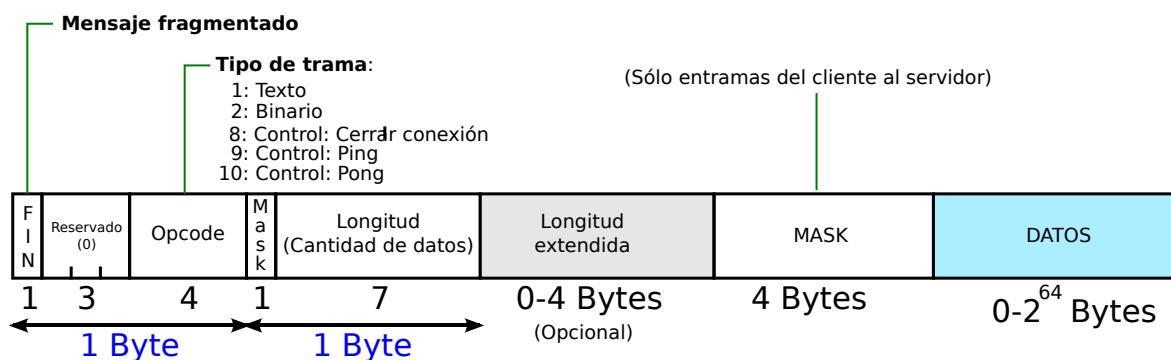 Mensaje fragmentado
Tipo de trama:
1: Texto
2: Binario
8: Control: Cerrar conexión
9: Control: Ping
10: Control: Pong
(Sólo entramas del cliente al servidor)
FIN
Reservado
(0)
Opcode
Mask
Longitud
(Cantidad de datos)
Longitud
extendida
MASK
DATOS
1 3 4 1 7 0-4 Bytes 4 Bytes 0-2^64 Bytes
(Opcional)
1 Byte 1 Byte